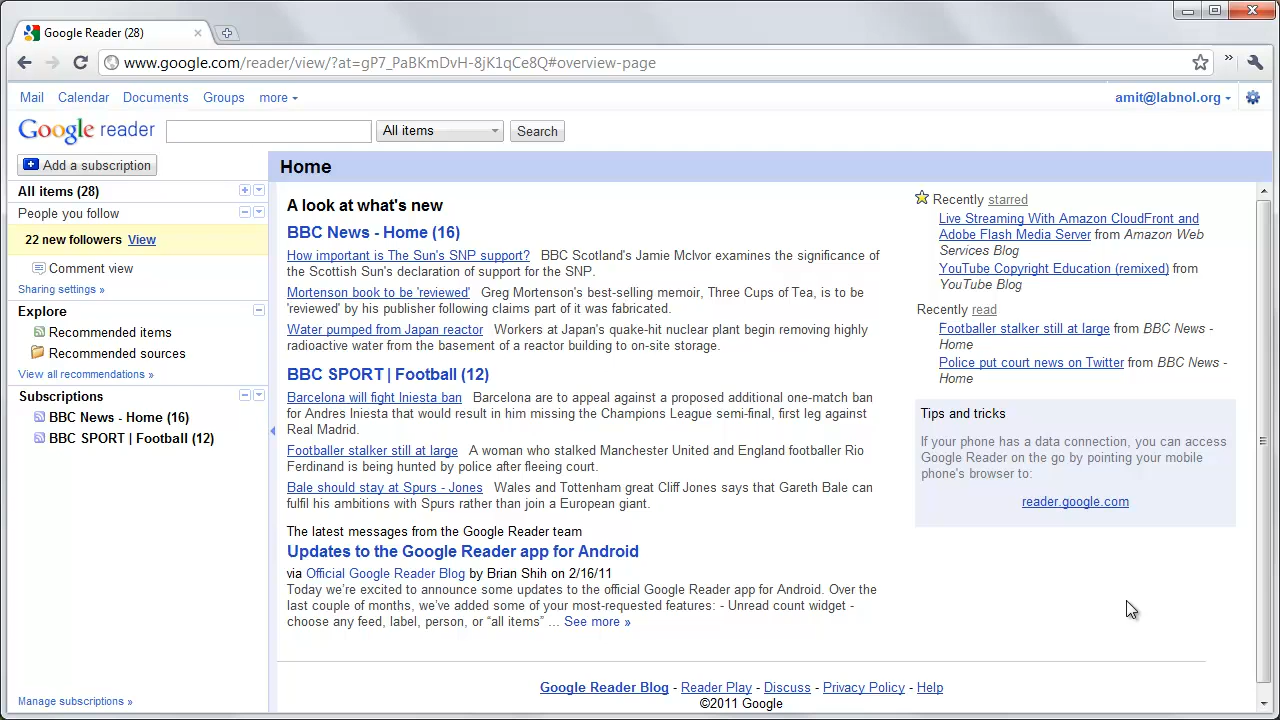 Google Reader (28)
www.google.com/reader/view/?at=gP7_PaBKmDvH-8jK1qCe8Q#overview-page
Mail Calendar Documents Groups more
amit@labnol.org
Google reader
All items
Search
Add a subscription
All items (28)
People you follow
22 new followers View
Comment view
Sharing settings »
Explore
Recommended items
Recommended sources
View all recommendations »
Subscriptions
BBC News - Home (16)
BBC SPORT | Football (12)
Manage subscriptions »
Home
A look at what's new
BBC News - Home (16)
How important is The Sun's SNP support? BBC Scotland's Jamie McIvor examines the significance of
the Scottish Sun's declaration of support for the SNP.
Mortenson book to be 'reviewed' Greg Mortenson's best-selling memoir, Three Cups of Tea, is to be
'reviewed' by his publisher following claims part of it was fabricated.
Water pumped from Japan reactor Workers at Japan's quake-hit nuclear plant begin removing highly
radioactive water from the basement of a reactor building to on-site storage.
BBC SPORT | Football (12)
Barcelona will fight Iniesta ban Barcelona are to appeal against a proposed additional one-match ban
for Andres Iniesta that would result in him missing the Champions League semi-final, first leg against
Real Madrid.
Footballer stalker still at large A woman who stalked Manchester United and England footballer Rio
Ferdinand is being hunted by police after fleeing court.
Bale should stay at Spurs - Jones Wales and Tottenham great Cliff Jones says that Gareth Bale can
fulfil his ambitions with Spurs rather than join a European giant.
The latest messages from the Google Reader team
Updates to the Google Reader app for Android
via Official Google Reader Blog by Brian Shih on 2/16/11
Today we're excited to announce some updates to the official Google Reader app for Android. Over the
last couple of months, we've added some of your most-requested features: - Unread count widget -
choose any feed, label, person, or “all items” ... See more »
Recently starred
Live Streaming With Amazon CloudFront and
Adobe Flash Media Server from Amazon Web
Services Blog
YouTube Copyright Education (remixed) from
YouTube Blog
Recently read
Footballer stalker still at large from BBC News -
Home
Police put court news on Twitter from BBC News -
Home
Tips and tricks
If your phone has a data connection, you can access
Google Reader on the go by pointing your mobile
phone's browser to:
reader.google.com
Google Reader Blog - Reader Play - Discuss - Privacy Policy - Help
©2011 Google